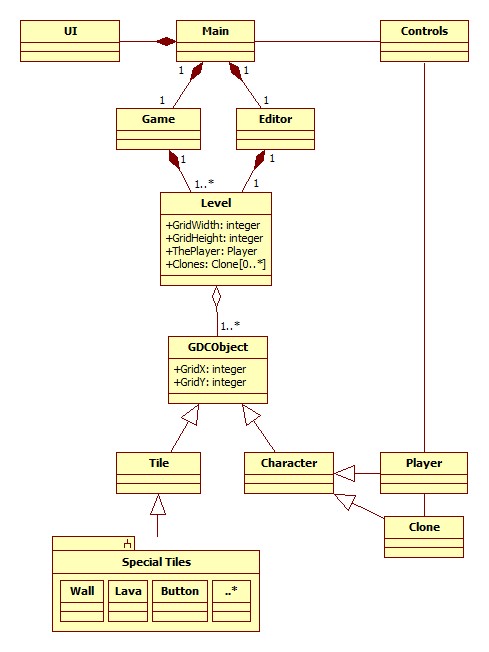 UI
Main
Controls
1
1
1
1
Game
Editor
1
1
1..*
1
Level
+GridWidth: integer
+GridHeight: integer
+ThePlayer: Player
+Clones: Clone[0..*]
1..*
GDCObject
+GridX: integer
+GridY: integer
Tile
Character
Player
Clone
Special Tiles
Wall
Lava
Button
..*